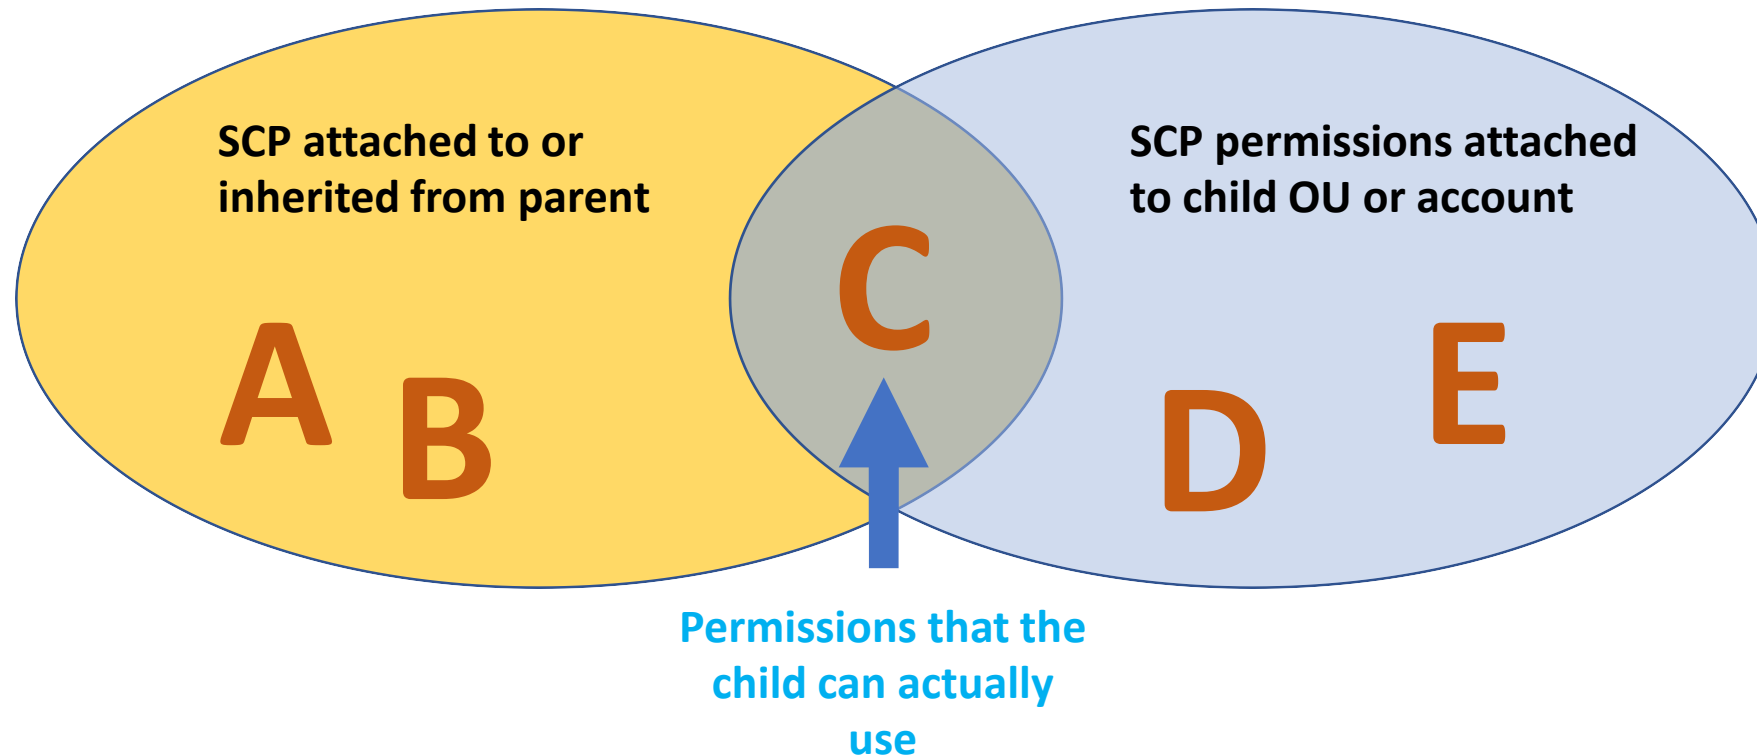 SCP attached to or
inherited from parent
SCP permissions attached
to child OU or account
A
B
C
D
E
Permissions that the
child can actually
use